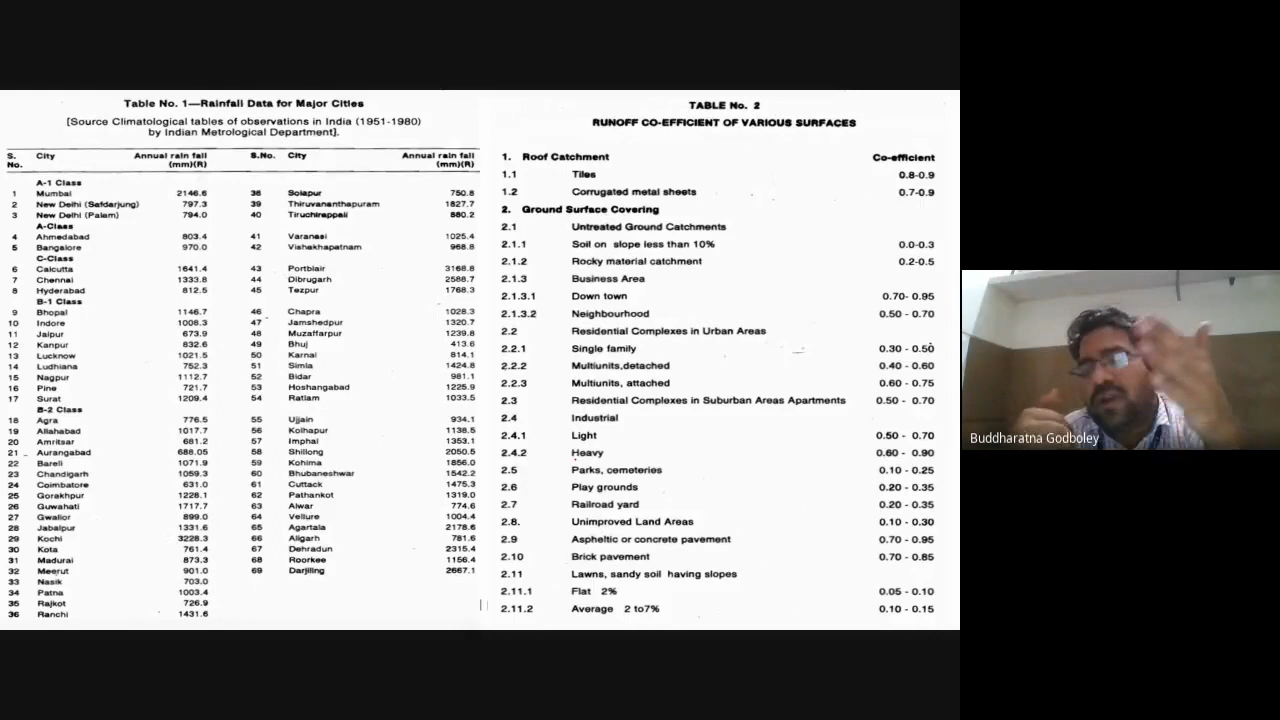 Table No. 1—Rainfall Data for Major Cities
[Source Climatological tables of observations in India (1951-1980)
by Indian Metrological Department].
S. No. City Annual rain fall (mm)(R) S.No. City Annual rain fall (mm)(R)
A-1 Class
1 Mumbai 2146.6 38 Solapur 750.8
2 New Delhi (Safdarjung) 797.3 39 Thiruvananthapuram 1827.7
3 New Delhi (Palam) 794.0 40 Tiruchirappali 880.2
A-Class
4 Ahmedabad 803.4 41 Varanasi 1025.4
5 Bangalore 970.0 42 Vishakhapatnam 968.8
C-Class
6 Calcutta 1641.4 43 Portblair 3168.8
7 Chennai 1333.8 44 Dibrugarh 2588.7
8 Hyderabad 812.5 45 Tezpur 1768.3
B-1 Class
9 Bhopal 1146.7 46 Chapra 1028.3
10 Indore 1008.3 47 Jamshedpur 1320.7
11 Jaipur 673.9 48 Muzaffarpur 1239.8
12 Kanpur 832.6 49 Bhuj 413.6
13 Lucknow 1021.5 50 Karnal 814.1
14 Ludhiana 752.3 51 Simla 1424.8
15 Nagpur 1112.7 52 Bidar 981.1
16 Pine 721.7 53 Hoshangabad 1225.9
17 Surat 1209.4 54 Ratlam 1033.5
B-2 Class
18 Agra 776.5 55 Ujjain 934.1
19 Allahabad 1017.7 56 Kolhapur 1138.5
20 Amritsar 681.2 57 Imphal 1353.1
21 Aurangabad 688.05 58 Shillong 2050.5
22 Bareli 1071.9 59 Kohima 1856.0
23 Chandigarh 1059.3 60 Bhubaneshwar 1542.2
24 Coimbatore 631.0 61 Cuttack 1475.3
25 Gorakhpur 1228.1 62 Pathankot 1319.0
26 Guwahati 1717.7 63 Alwar 774.6
27 Gwalior 899.0 64 Vellure 1004.4
28 Jabalpur 1331.6 65 Agartala 2178.6
29 Kochi 3228.3 66 Aligarh 781.6
30 Kota 761.4 67 Dehradun 2315.4
31 Madurai 873.3 68 Roorkee 1156.4
32 Meerut 901.0 69 Darjling 2667.1
33 Nasik 703.0
34 Patna 1003.4
35 Rajkot 726.9
36 Ranchi 1431.6
TABLE No. 2
RUNOFF CO-EFFICIENT OF VARIOUS SURFACES
1. Roof Catchment Co-efficient
1.1 Tiles 0.8-0.9
1.2 Corrugated metal sheets 0.7-0.9
2. Ground Surface Covering
2.1 Untreated Ground Catchments
2.1.1 Soil on slope less than 10% 0.0-0.3
2.1.2 Rocky material catchment 0.2-0.5
2.1.3 Business Area
2.1.3.1 Down town 0.70- 0.95
2.1.3.2 Neighbourhood 0.50 - 0.70
2.2 Residential Complexes in Urban Areas
2.2.1 Single family 0.30 - 0.50
2.2.2 Multiunits,detached 0.40 - 0.60
2.2.3 Multiunits, attached 0.60 - 0.75
2.3 Residential Complexes in Suburban Areas Apartments 0.50 - 0.70
2.4 Industrial
2.4.1 Light 0.50 - 0.70
2.4.2 Heavy 0.60 - 0.90
2.5 Parks, cemeteries 0.10 - 0.25
2.6 Play grounds 0.20 - 0.35
2.7 Railroad yard 0.20 - 0.35
2.8. Unimproved Land Areas 0.10 - 0.30
2.9 Aspheltic or concrete pavement 0.70 - 0.95
2.10 Brick pavement 0.70 - 0.85
2.11 Lawns, sandy soil having slopes
2.11.1 Flat 2% 0.05 - 0.10
2.11.2 Average 2 to7% 0.10 - 0.15
Buddharatna Godboley